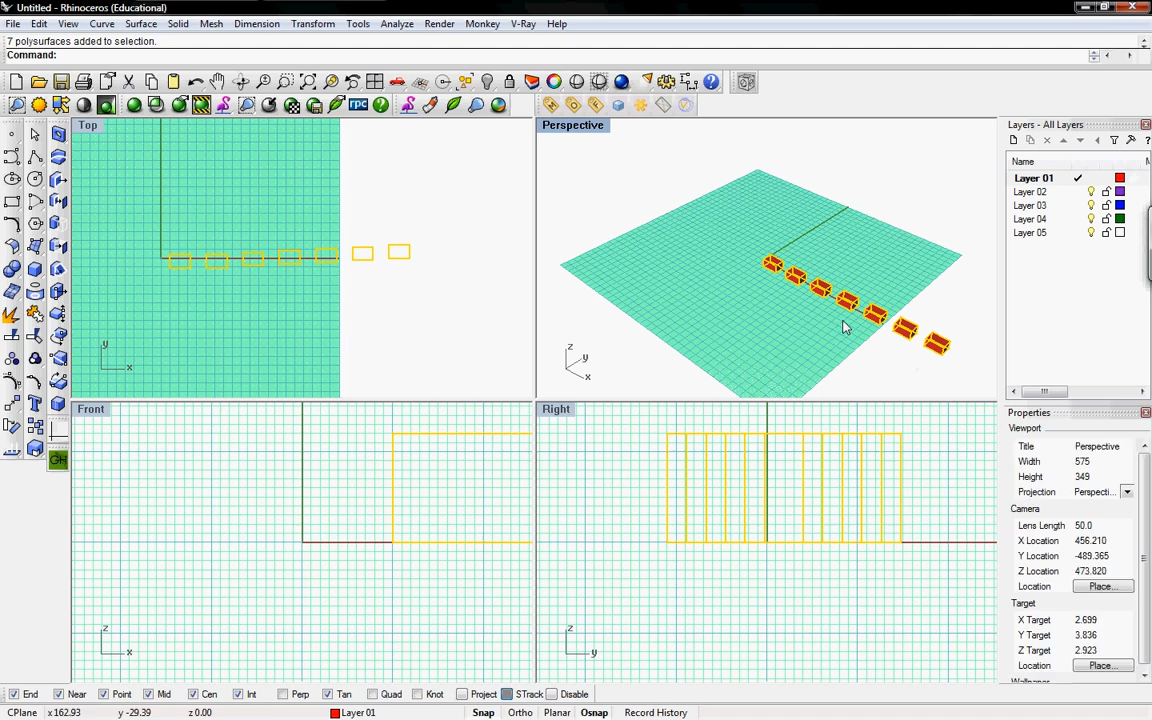 Untitled - Rhinoceros (Educational)
File Edit View Curve Surface Solid Mesh Dimension Transform Tools Analyze Render Monkey V-Ray Help
7 polysurfaces added to selection.
Command:
rpc
Top
Perspective
Layers - All Layers
Name
Layer 01
Layer 02
Layer 03
Layer 04
Layer 05
y
x
z
y
x
Front
Right
Properties
Viewport
Title Perspective
Width 575
Height 349
Projection Perspecti...
Camera
Lens Length 50.0
X Location 456.210
Y Location -489.365
Z Location 473.820
Location Place...
Target
X Target 2.699
Y Target 3.836
Z Target 2.923
Location Place...
z
x
z
y
End Near Point Mid Cen Int Perp Tan Quad Knot Project STrack Disable
CPlane x 162.93 y -29.39 z 0.00 Layer 01 Snap Ortho Planar Osnap Record History